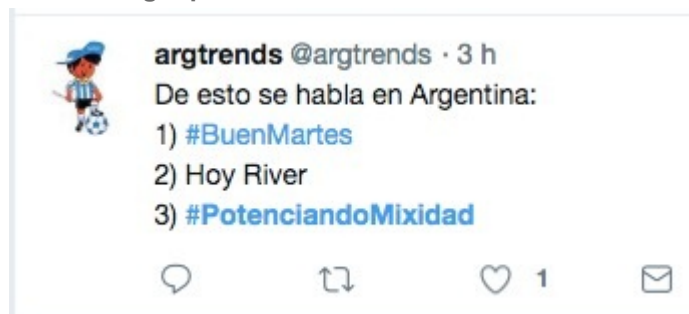 argtrends @argtrends · 3 h
De esto se habla en Argentina:
1) #BuenMartes
2) Hoy River
3) #PotenciandoMixidad
1